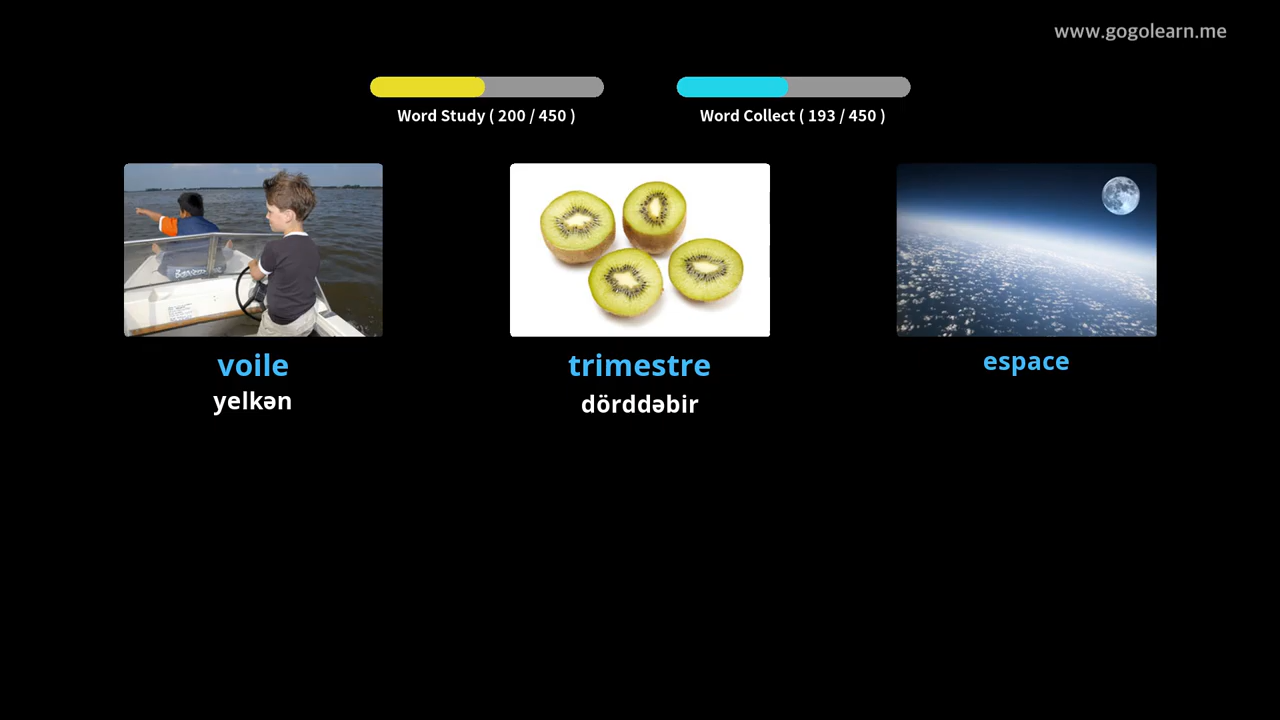 www.gogolearn.me
Word Study ( 200 / 450 )
Word Collect ( 193 / 450 )
voile
yelkən
trimestre
dörddəbir
espace